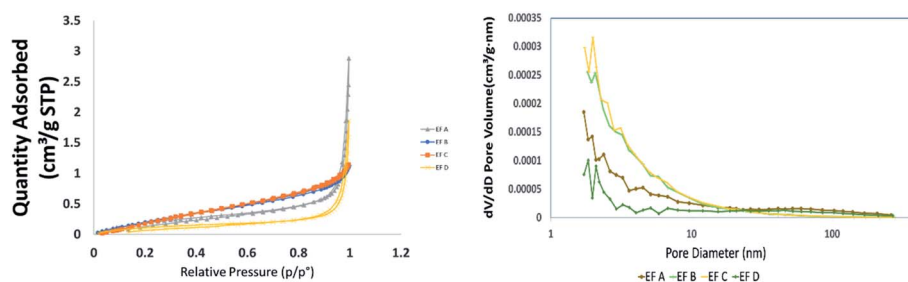 Quantity Adsorbed
(cm³/g STP)
3.5
3
2.5
2
1.5
1
0.5
0
0
0.2
0.4
0.6
0.8
1
1.2
Relative Pressure (p/p°)
EF A
EF B
EF C
EF D
dV/dD Pore Volume(cm³/g·nm)
0.00035
0.0003
0.00025
0.0002
0.00015
0.0001
0.00005
0
1
10
100
Pore Diameter (nm)
EF A EF B EF C EF D